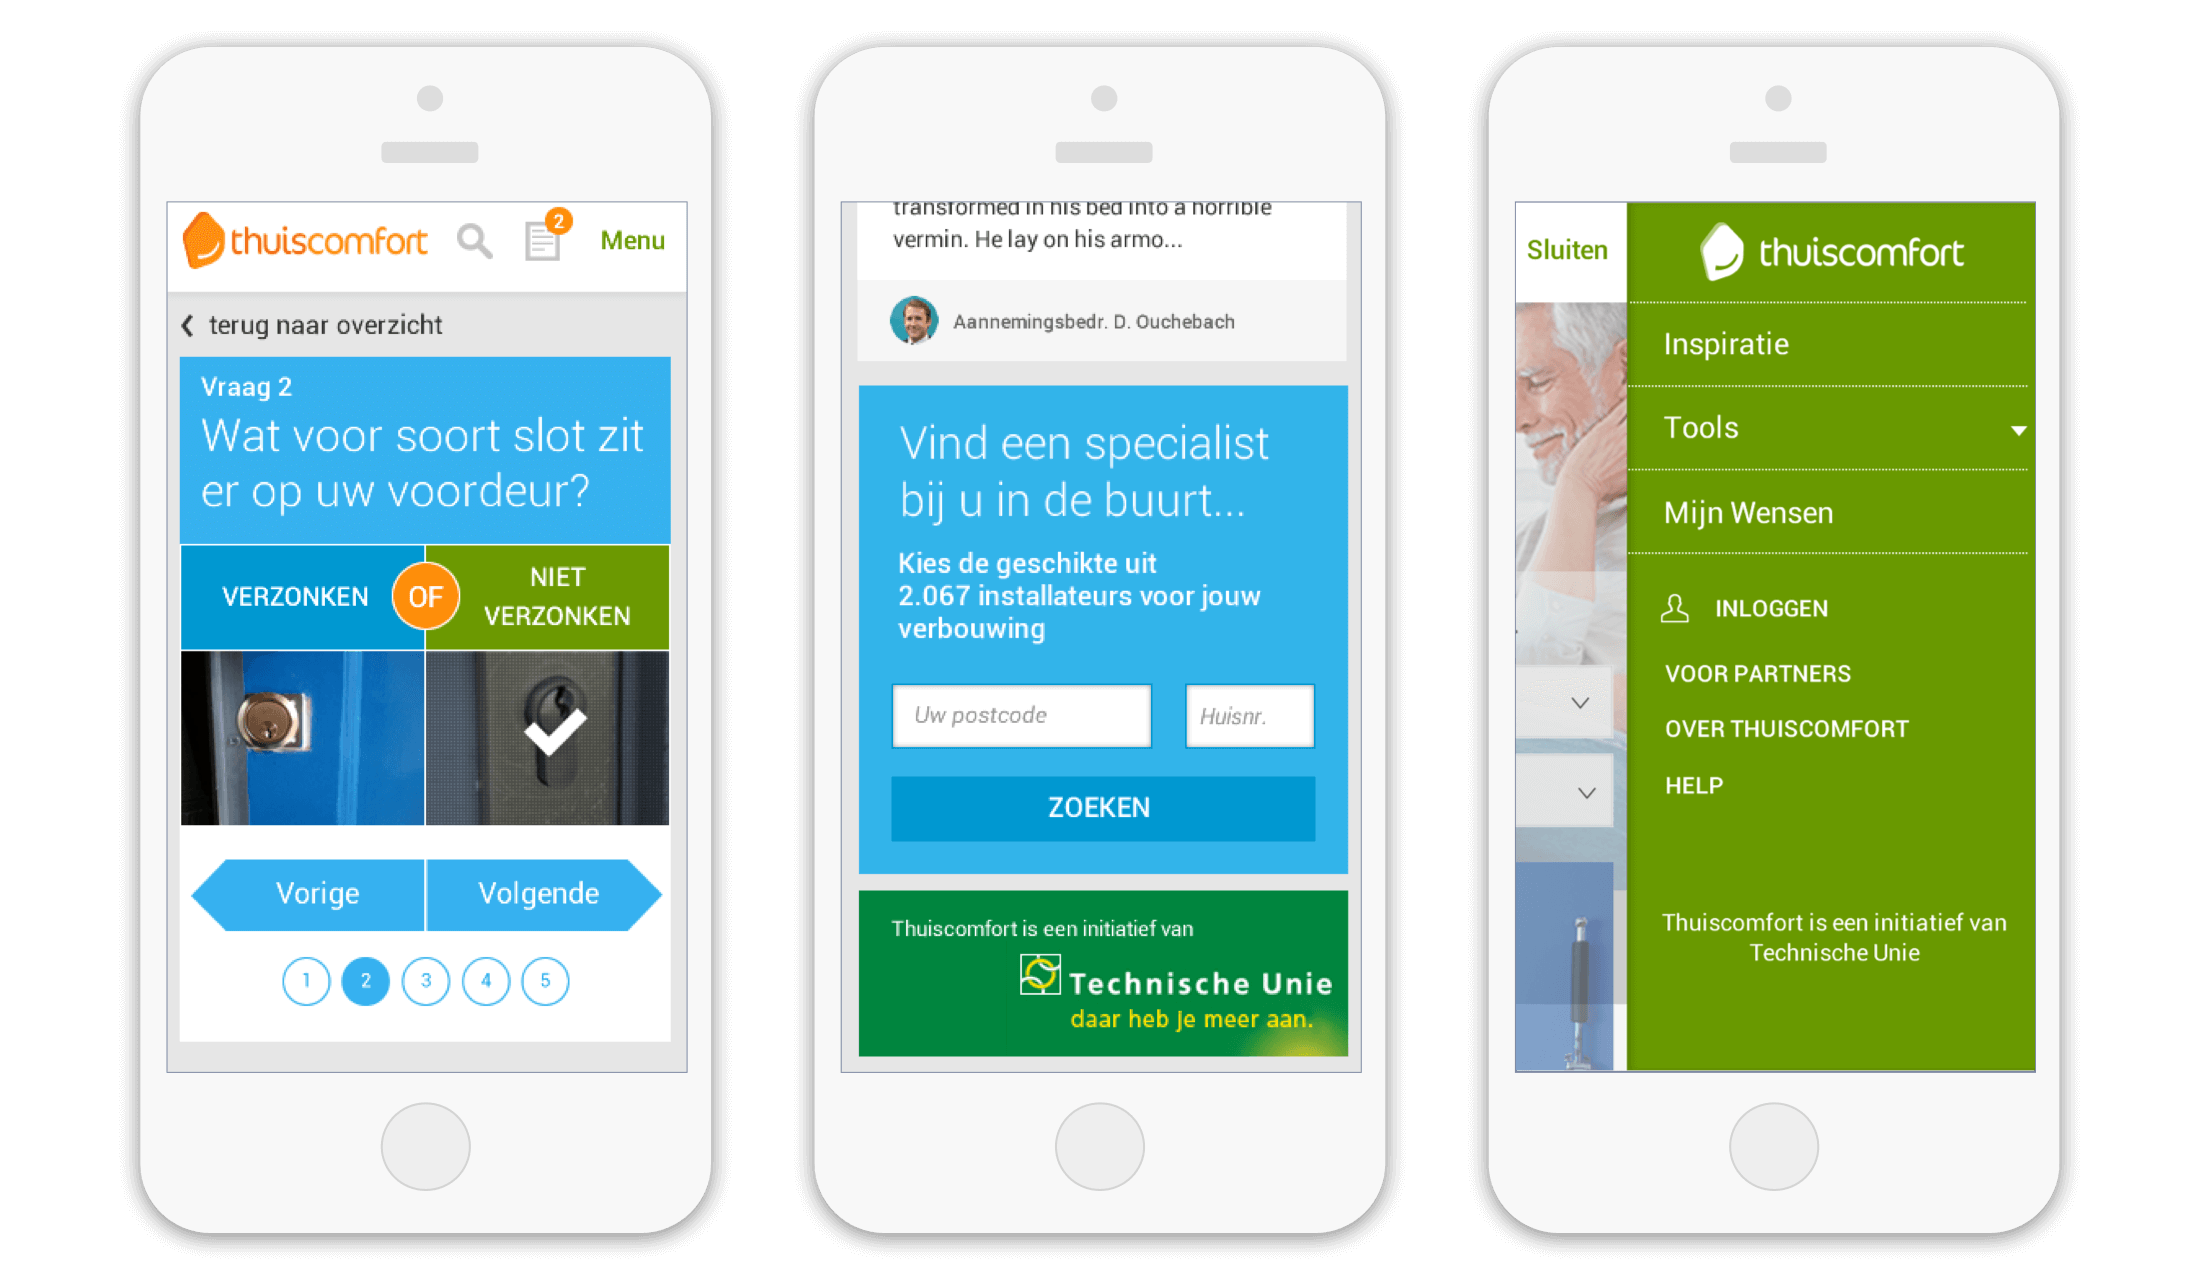 thuiscomfort
2
Menu
terug naar overzicht
Vraag 2
Wat voor soort slot zit
er op uw voordeur?
VERZONKEN
OF
NIET
VERZONKEN
Vorige
Volgende
1
2
3
4
5
transformed in his bed into a horrible
vermin. He lay on his armo...
Aannemingsbedr. D. Ouchebach
Vind een specialist
bij u in de buurt...
Kies de geschikte uit
2.067 installateurs voor jouw
verbouwing
Uw postcode
Huisnr.
ZOEKEN
Thuiscomfort is een initiatief van
Technische Unie
daar heb je meer aan.
Sluiten
thuiscomfort
Inspiratie
Tools
Mijn Wensen
INLOGGEN
VOOR PARTNERS
OVER THUISCOMFORT
HELP
Thuiscomfort is een initiatief van
Technische Unie